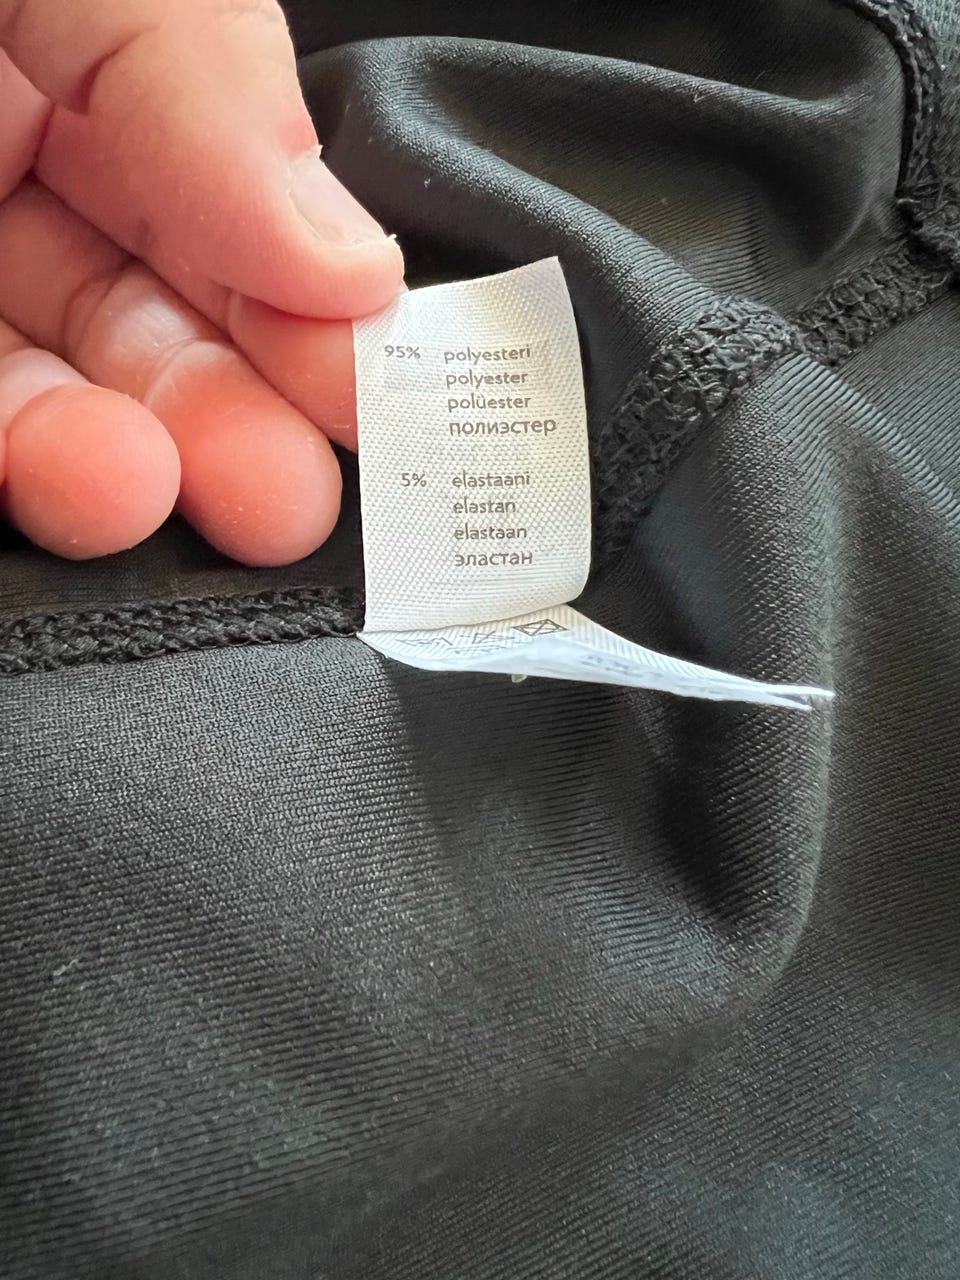 95% polyesteri
polyester
polüester
полиэстер
5% elastaani
elastan
elastaan
эластан